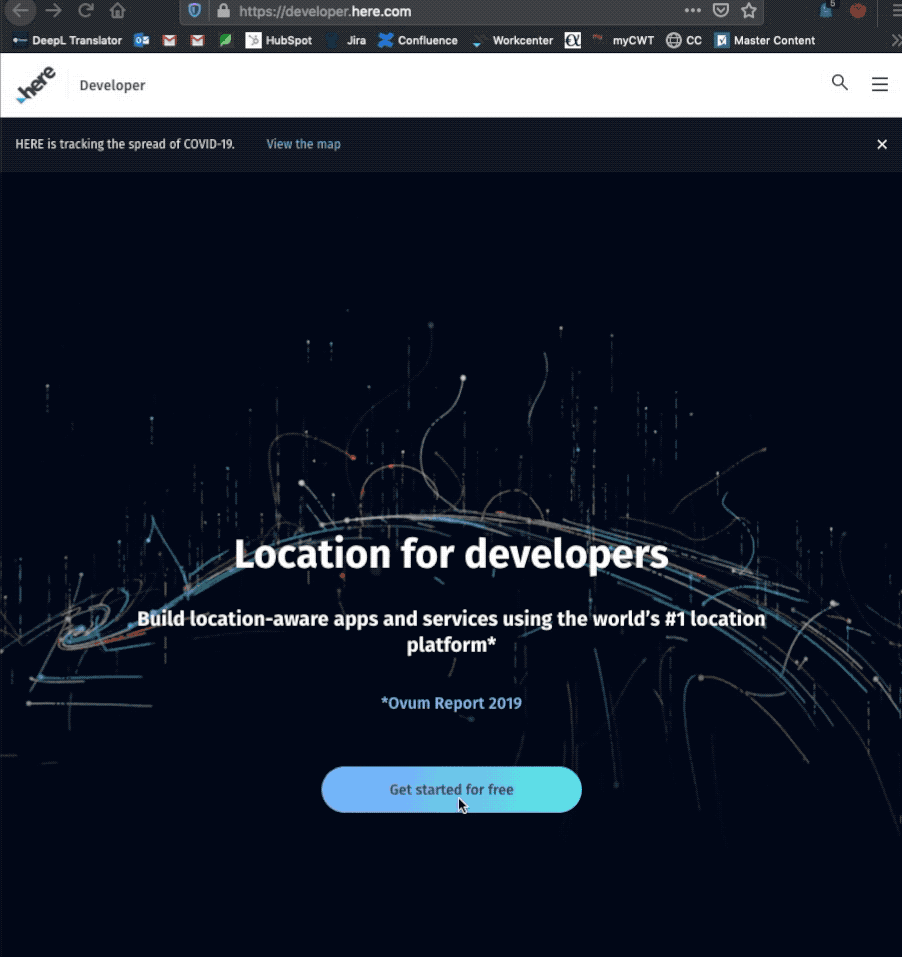 https://developer.here.com
5
DeepL Translator HubSpot Jira Confluence Workcenter myCWT CC Master Content
here Developer
HERE is tracking the spread of COVID-19. View the map
Location for developers
Build location-aware apps and services using the world's #1 location
platform*
*Ovum Report 2019
Get started for free